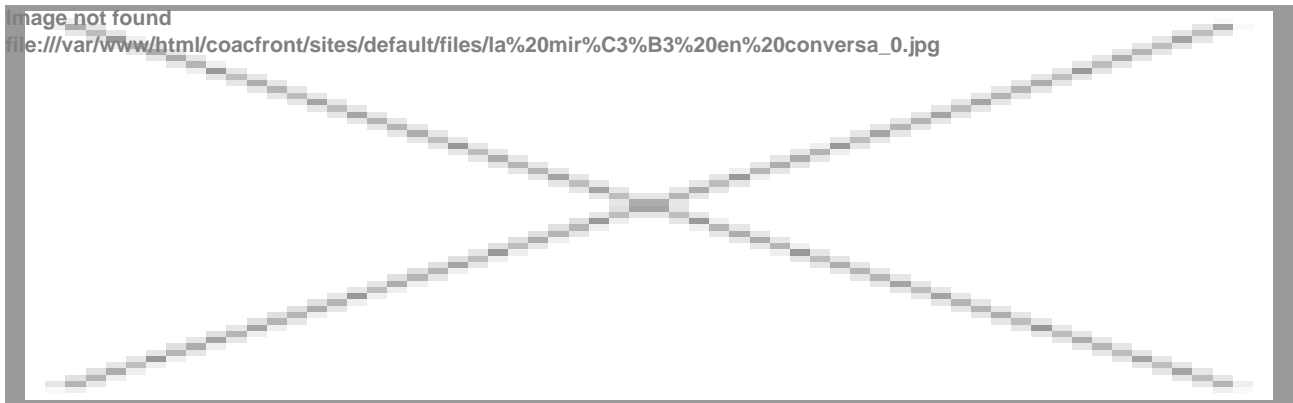 Image not found
file:///var/www/html/coacfront/sites/default/files/la%20mir%C3%B3%20en%20conversa_0.jpg